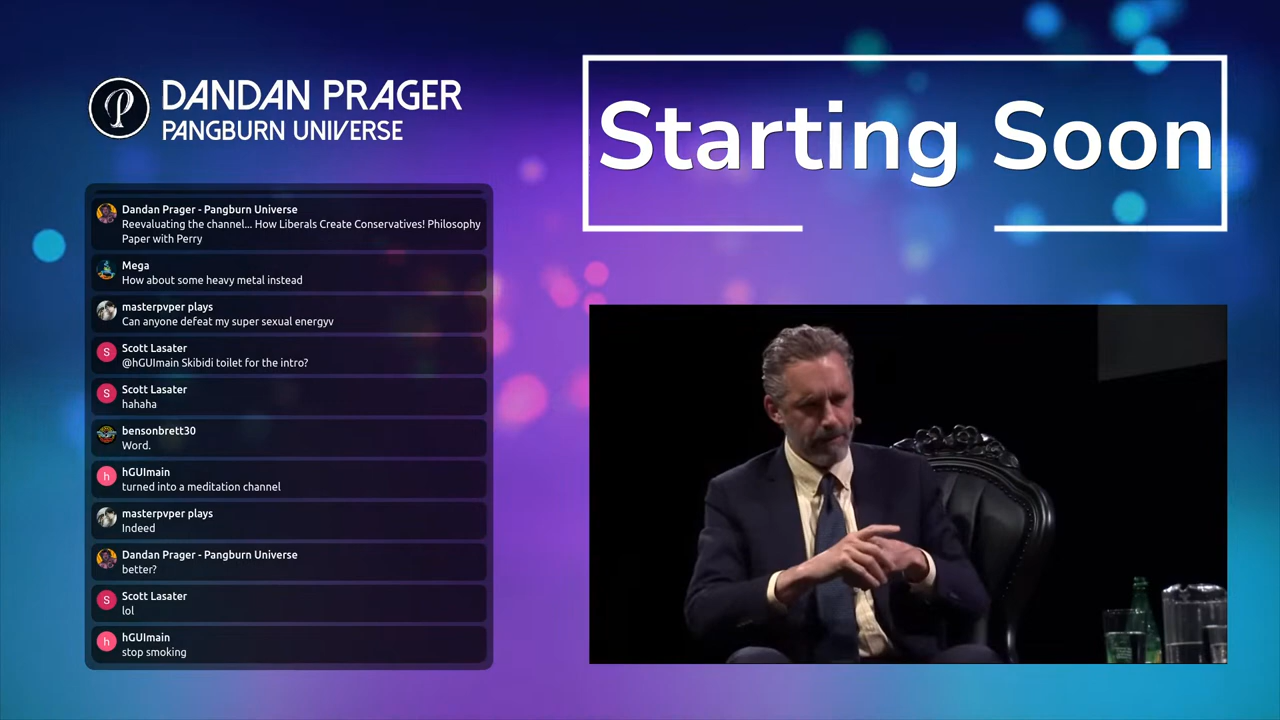 DANDAN PRAGER
PANGBURN UNIVERSE
Starting Soon
Dandan Prager - Pangburn Universe
Reevaluating the channel... How Liberals Create Conservatives! Philosophy
Paper with Perry
Mega
How about some heavy metal instead
masterpvper plays
Can anyone defeat my super sexual energyv
S
Scott Lasater
@hGUImain Skibidi toilet for the intro?
S
Scott Lasater
hahaha
bensonbrett30
Word.
h
hGUImain
turned into a meditation channel
masterpvper plays
Indeed
Dandan Prager - Pangburn Universe
better?
S
Scott Lasater
lol
h
hGUImain
stop smoking